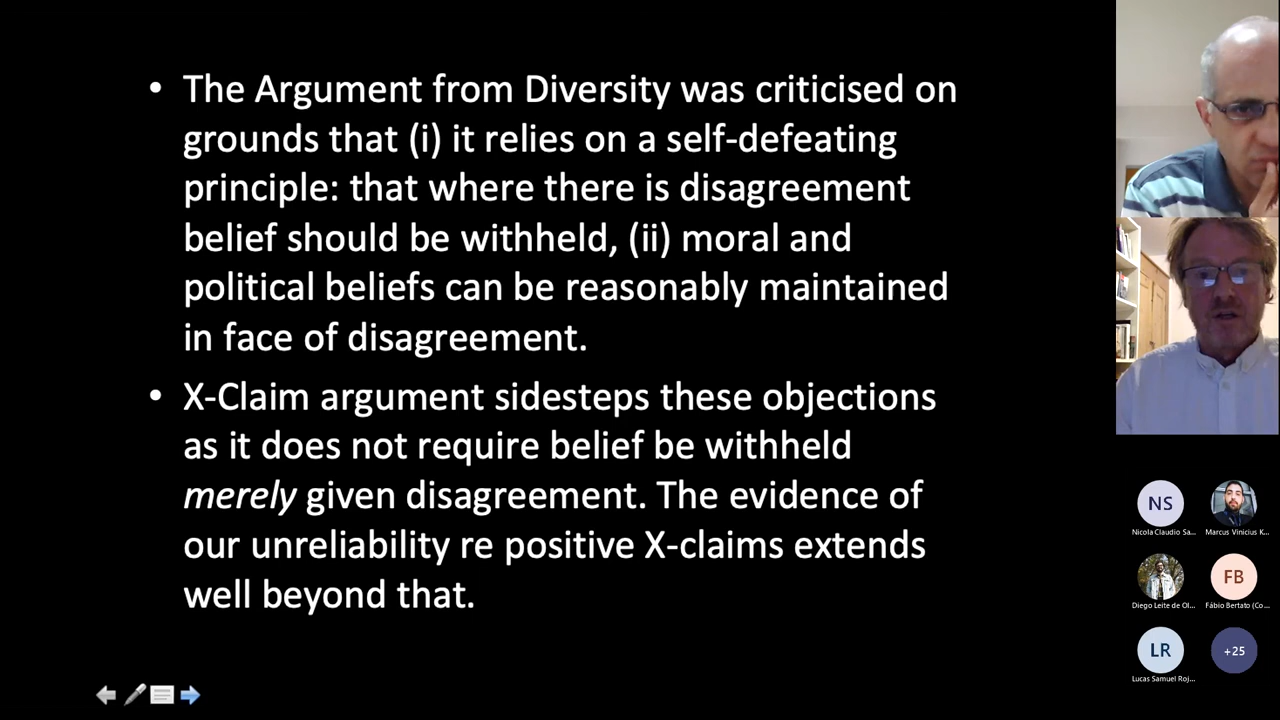 • The Argument from Diversity was criticised on
grounds that (i) it relies on a self-defeating
principle: that where there is disagreement
belief should be withheld, (ii) moral and
political beliefs can be reasonably maintained
in face of disagreement.
• X-Claim argument sidesteps these objections
as it does not require belief be withheld
merely given disagreement. The evidence of
our unreliability re positive X-claims extends
well beyond that.
NS
Nicola Claudio Sa...
Marcus Vinicius K...
Diego Leite de Ol...
FB
Fábio Bertato (Co...
LR
Lucas Samuel Roj...
+25